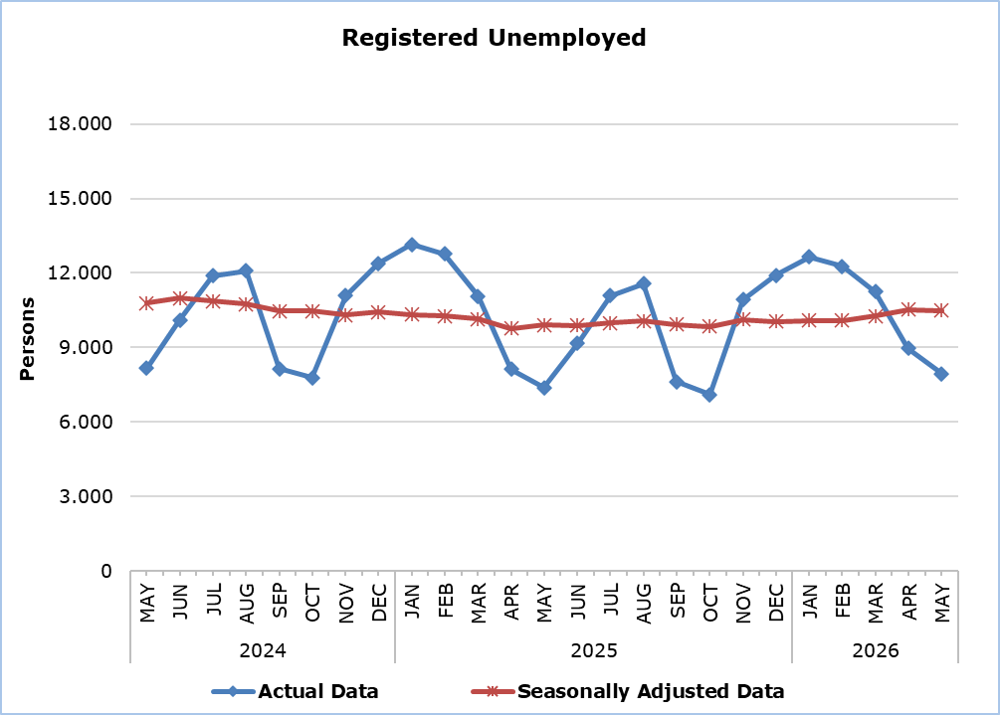 Registered Unemployed
18.000
15.000
12.000
9.000
6.000
3.000
0
Persons
MAY JUN JUL AUG SEP OCT NOV DEC JAN FEB MAR APR MAY JUN JUL AUG SEP OCT NOV DEC JAN FEB MAR APR MAY
2024 2025 2026
Actual Data Seasonally Adjusted Data